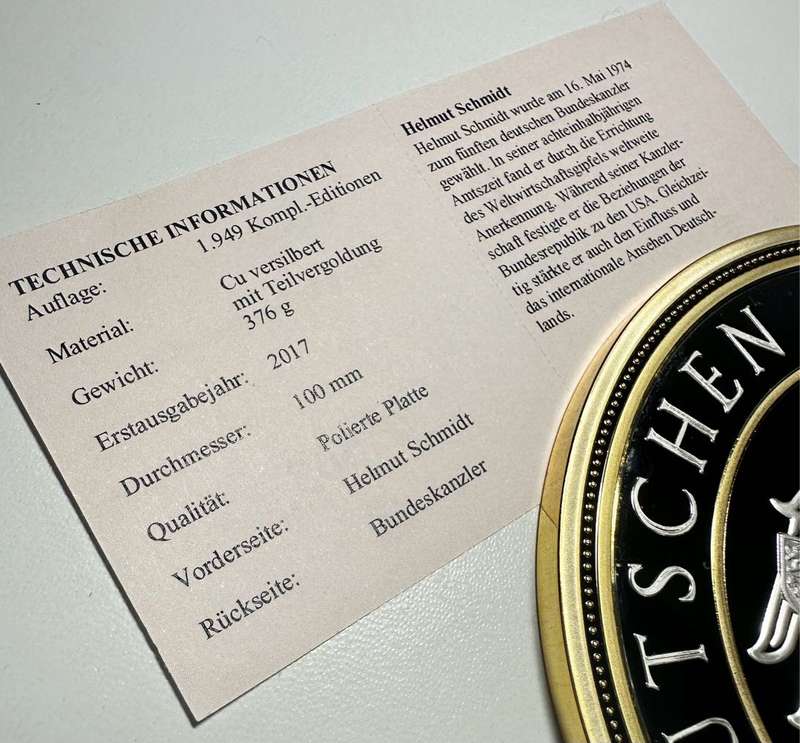 TECHNISCHE INFORMATIONEN
Auflage: 1.949 Kompl.-Editionen
Material: Cu versilbert
mit Teilvergoldung
Gewicht: 376 g
Erstausgabejahr: 2017
Durchmesser: 100 mm
Qualität: Polierte Platte
Vorderseite: Helmut Schmidt
Rückseite: Bundeskanzler
Helmut Schmidt
Helmut Schmidt wurde am 16. Mai 1974
zum fünften deutschen Bundeskanzler
gewählt. In seiner achteinhalbjährigen
Amtszeit fand er durch die Errichtung
des Weltwirtschaftsgipfels weltweite
Anerkennung. Während seiner Kanzler-
schaft festigte er die Beziehungen der
Bundesrepublik zu den USA. Gleichzei-
tig stärkte er auch den Einfluss und
das internationale Ansehen Deutsch-
lands.
UTSCHEN